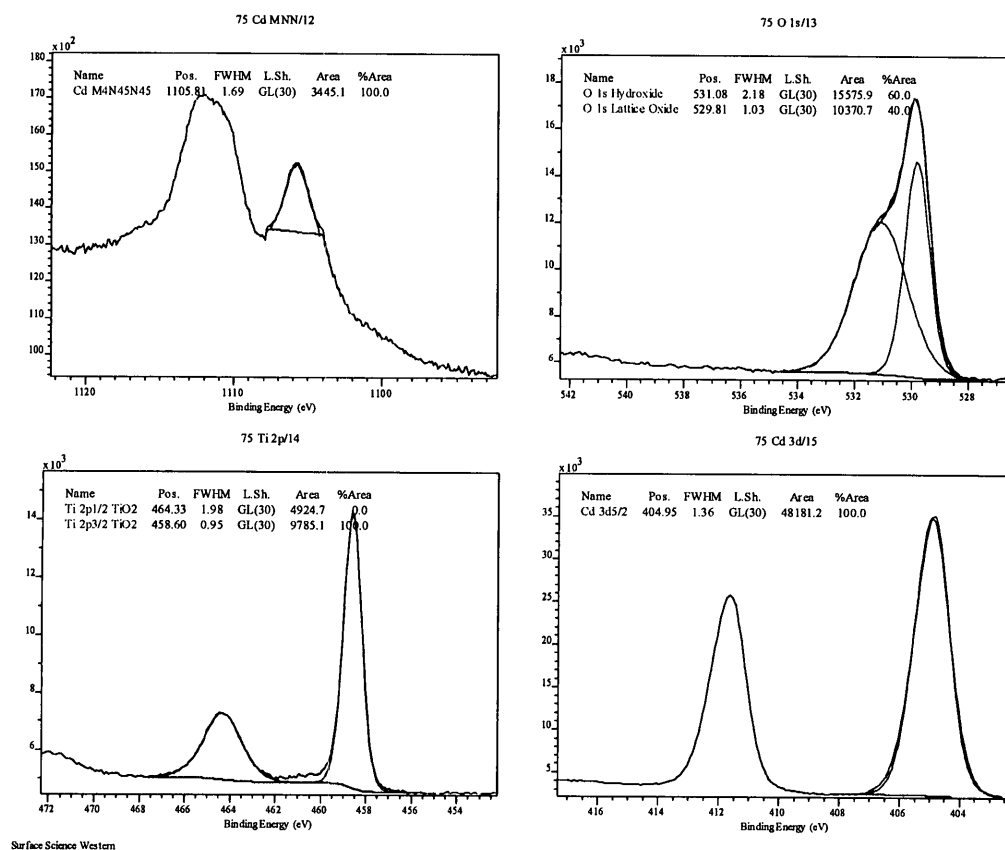 75 Cd MNN/12
x10²
Name Pos. FWHM L.Sh. Area %Area
Cd M4N45N45 1105.81 1.69 GL(30) 3445.1 100.0
180
170
160
150
140
130
120
110
100
1120 1110 1100
Binding Energy (eV)
75 O 1s/13
x10³
Name Pos. FWHM L.Sh. Area %Area
O 1s Hydroxide 531.08 2.18 GL(30) 15575.9 60.0
O 1s Lattice Oxide 529.81 1.03 GL(30) 10370.7 40.0
18
16
14
12
10
8
6
542 540 538 536 534 532 530 528
Binding Energy (eV)
75 Ti 2p/14
x10³
Name Pos. FWHM L.Sh. Area %Area
Ti 2p1/2 TiO2 464.33 1.98 GL(30) 4924.7 0.0
Ti 2p3/2 TiO2 458.60 0.95 GL(30) 9785.1 100.0
14
12
10
8
6
472 470 468 466 464 462 460 458 456 454
Binding Energy (eV)
75 Cd 3d/15
x10³
Name Pos. FWHM L.Sh. Area %Area
Cd 3d5/2 404.95 1.36 GL(30) 48181.2 100.0
35
30
25
20
15
10
5
416 414 412 410 408 406 404
Binding Energy (eV)
Surface Science Western